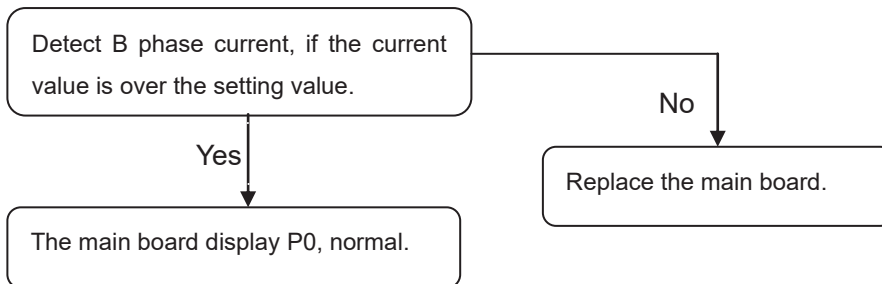 Detect B phase current, if the current
value is over the setting value.
No
Yes
Replace the main board.
The main board display P0, normal.